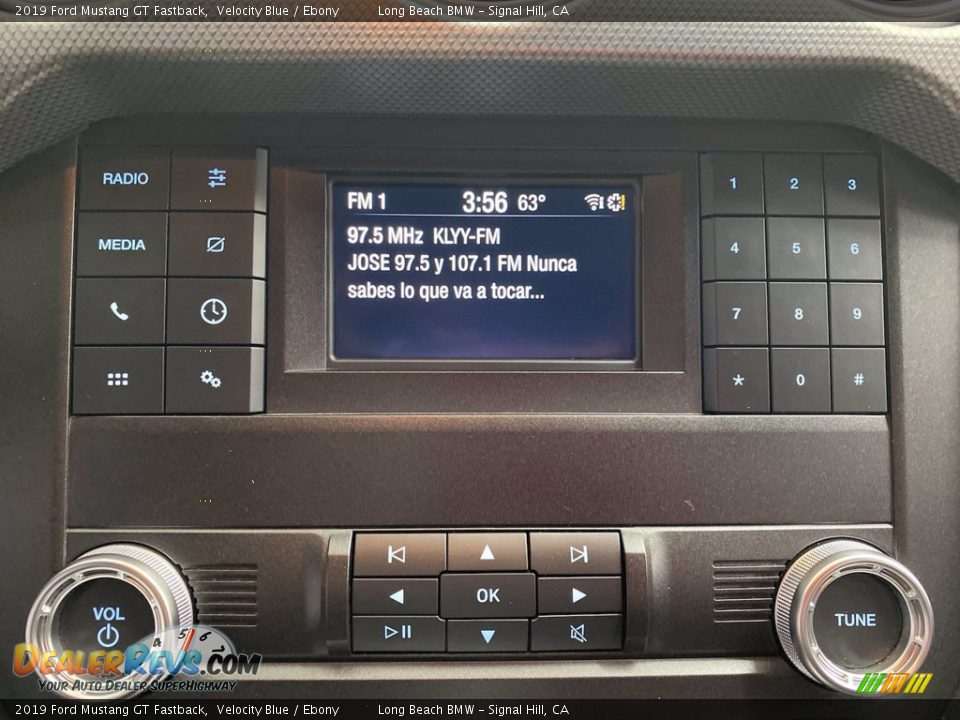 2019 Ford Mustang GT Fastback, Velocity Blue / Ebony Long Beach BMW - Signal Hill, CA
RADIO
MEDIA
FM 1 3:56 63°
97.5 MHz KLYY-FM
JOSE 97.5 y 107.1 FM Nunca
sabes lo que va a tocar...
1 2 3
4 5 6
7 8 9
* 0 #
OK
VOL
TUNE
4 5 6
DEALERREVS.COM
YOUR AUTO DEALER SUPERHIGHWAY
2019 Ford Mustang GT Fastback, Velocity Blue / Ebony Long Beach BMW - Signal Hill, CA